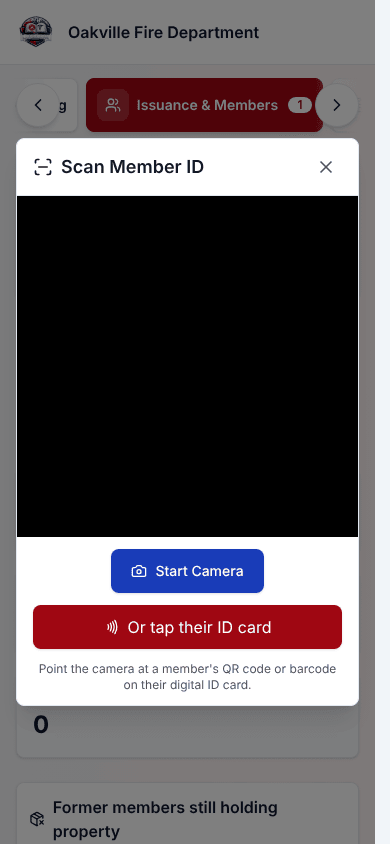 Oakville Fire Department
g
Issuance & Members 1
Scan Member ID
Start Camera
Or tap their ID card
Point the camera at a member's QR code or barcode
on their digital ID card.
0
Former members still holding
property